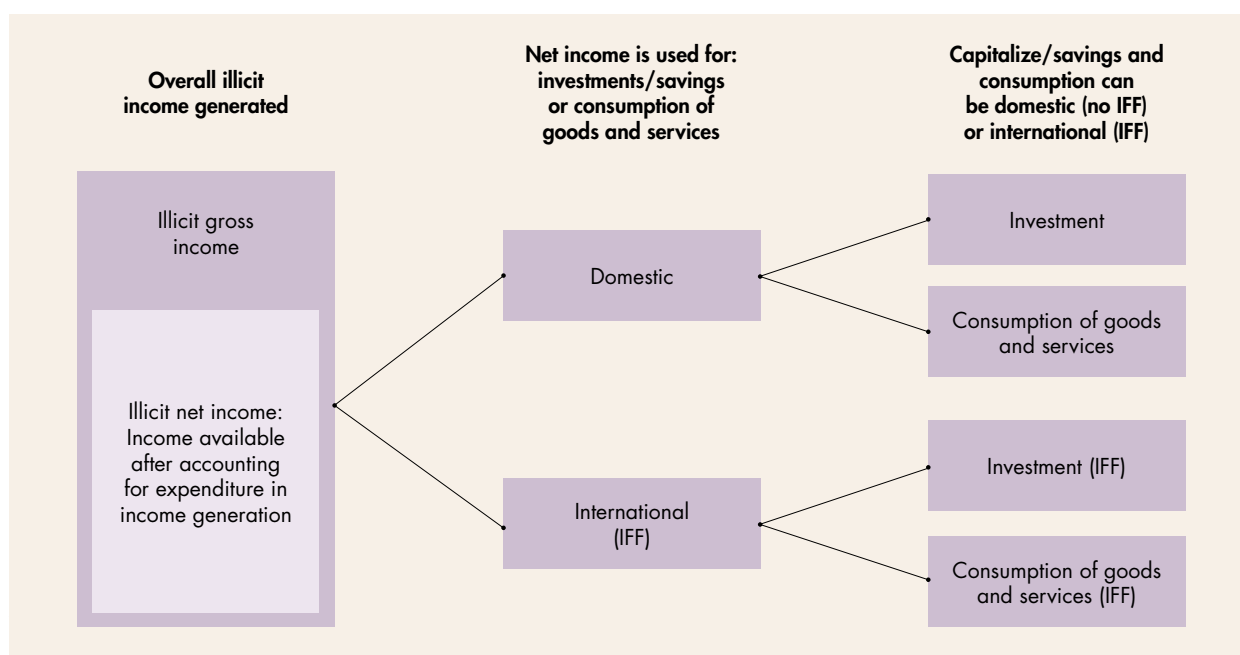 Overall illicit
income generated
Net income is used for:
investments/savings
or consumption of
goods and services
Capitalize/savings and
consumption can
be domestic (no IFF)
or international (IFF)
Illicit gross
income
Illicit net income:
Income available
after accounting
for expenditure in
income generation
Domestic
International
(IFF)
Investment
Consumption of goods
and services
Investment (IFF)
Consumption of goods
and services (IFF)